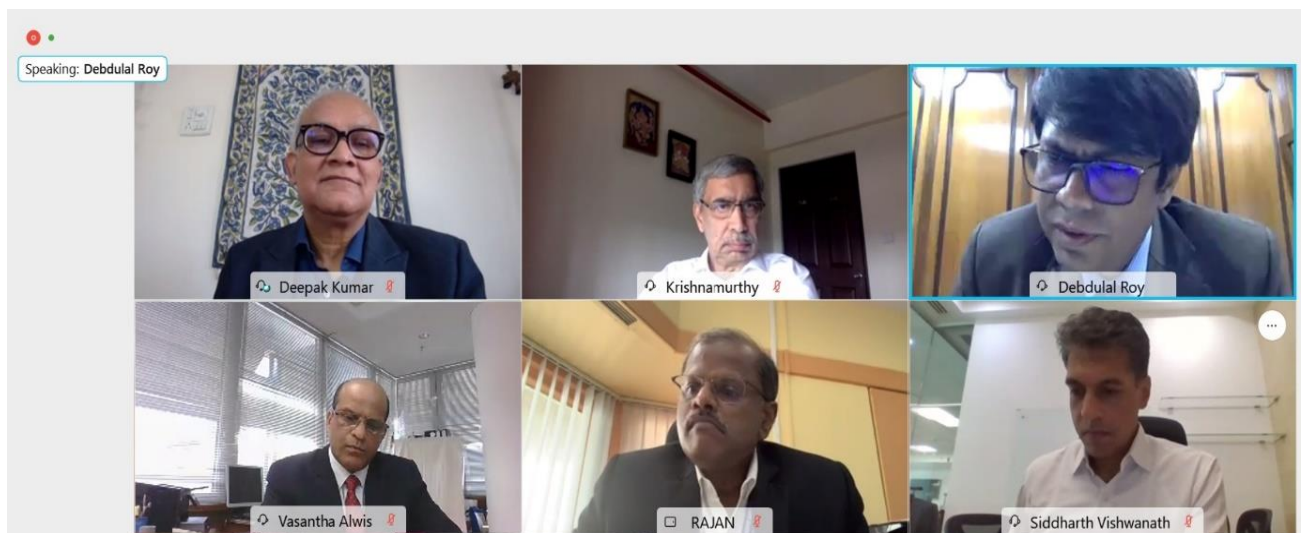 Speaking: Debdulal Roy
Deepak Kumar
Krishnamurthy
Debdulal Roy
Vasantha Alwis
RAJAN
Siddharth Vishwanath